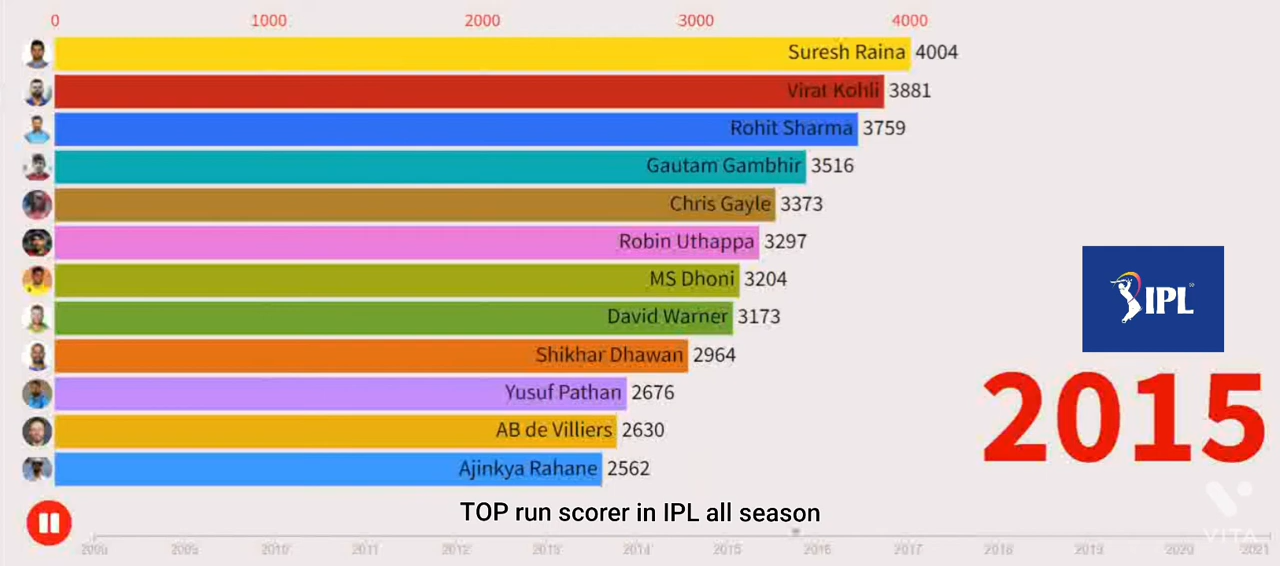 0 1000 2000 3000 4000
Suresh Raina 4004
Virat Kohli 3881
Rohit Sharma 3759
Gautam Gambhir 3516
Chris Gayle 3373
Robin Uthappa 3297
MS Dhoni 3204
David Warner 3173
Shikhar Dhawan 2964
Yusuf Pathan 2676
AB de Villiers 2630
Ajinkya Rahane 2562
IPL
2015
TOP run scorer in IPL all season
VITA
2009 2010 2011 2012 2013 2014 2015 2016 2017 2018 2019 2020 2021